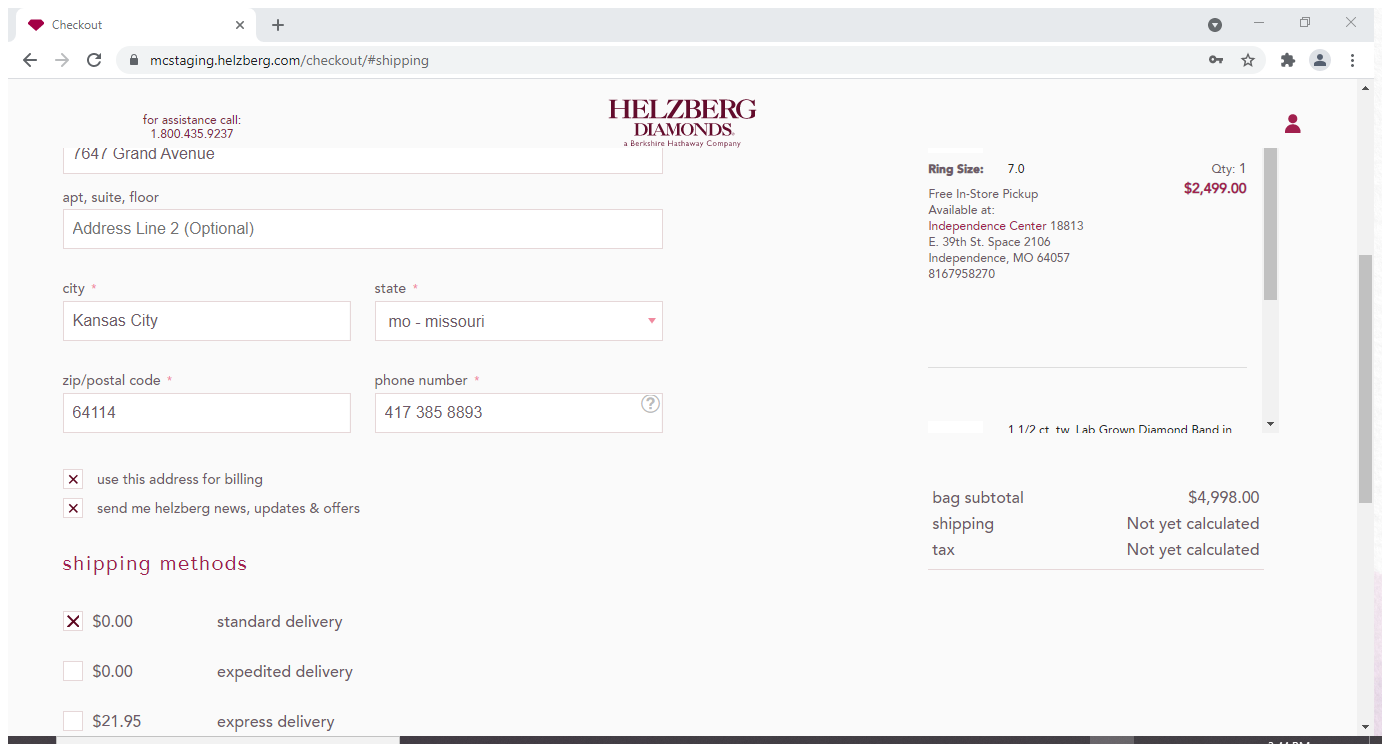 Checkout
mcstaging.helzberg.com/checkout/#shipping
for assistance call:
1.800.435.9237
HELZBERG
DIAMONDS.
a Berkshire Hathaway Company
7647 Grand Avenue
apt, suite, floor
Address Line 2 (Optional)
city *
state *
Kansas City
mo - missouri
zip/postal code *
phone number *
64114
417 385 8893
?
use this address for billing
send me helzberg news, updates & offers
shipping methods
$0.00 standard delivery
$0.00 expedited delivery
$21.95 express delivery
Ring Size: 7.0
Qty: 1
$2,499.00
Free In-Store Pickup
Available at:
Independence Center 18813
E. 39th St. Space 2106
Independence, MO 64057
8167958270
1 1/2 ct. tw. Lab Grown Diamond Band in
bag subtotal $4,998.00
shipping Not yet calculated
tax Not yet calculated